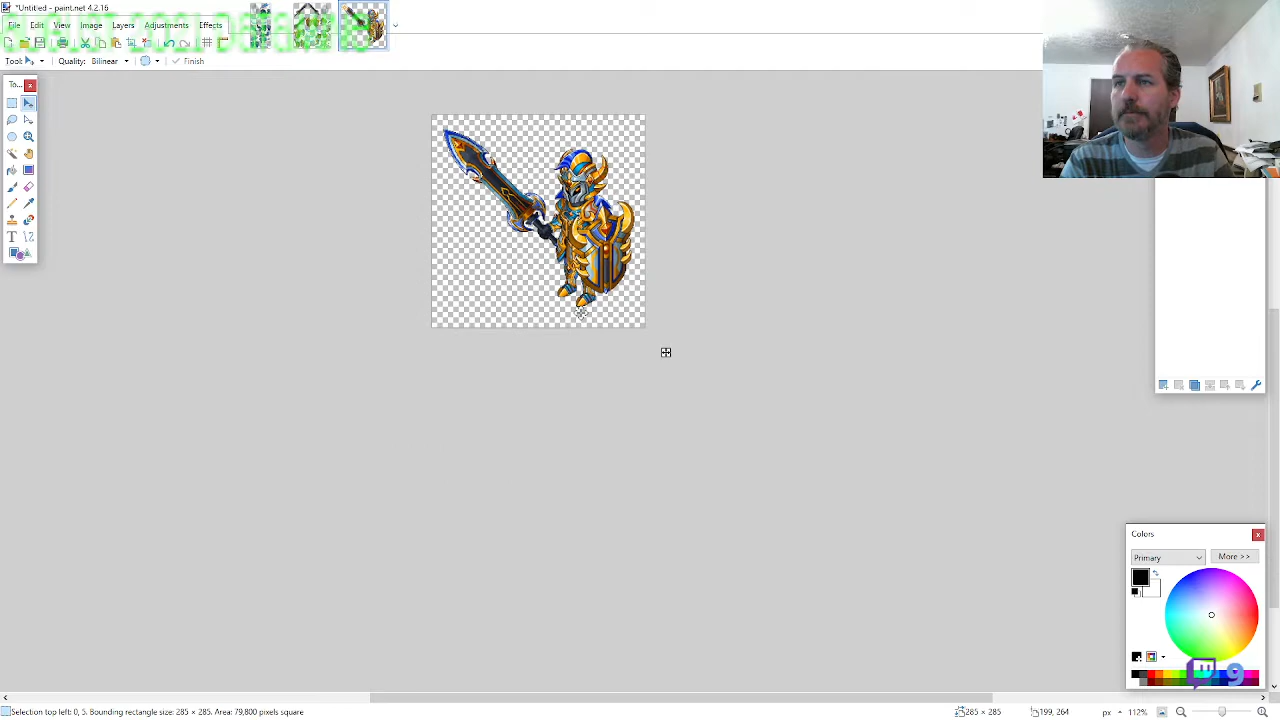 *Untitled - paint.net 4.2.16
File Edit View Image Layers Adjustments Effects
Tool: Quality: Bilinear Finish
To... x
Colors x
Primary More >>
9
Selection top left: 0, 5. Bounding rectangle size: 285 × 285. Area: 79,800 pixels square 285 × 285 199, 264 px 112%